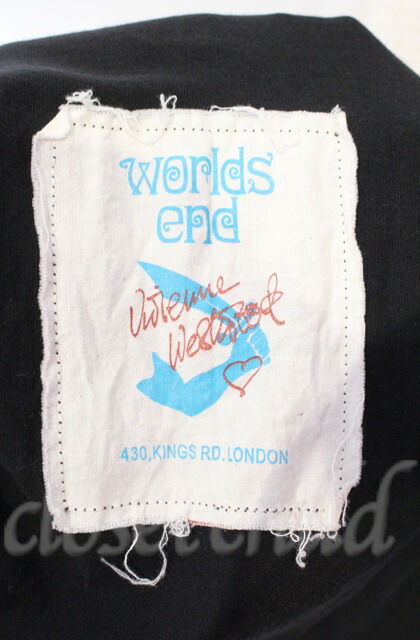 worlds
end
Vivienne
Westwood
430, KINGS RD. LONDON
closet child